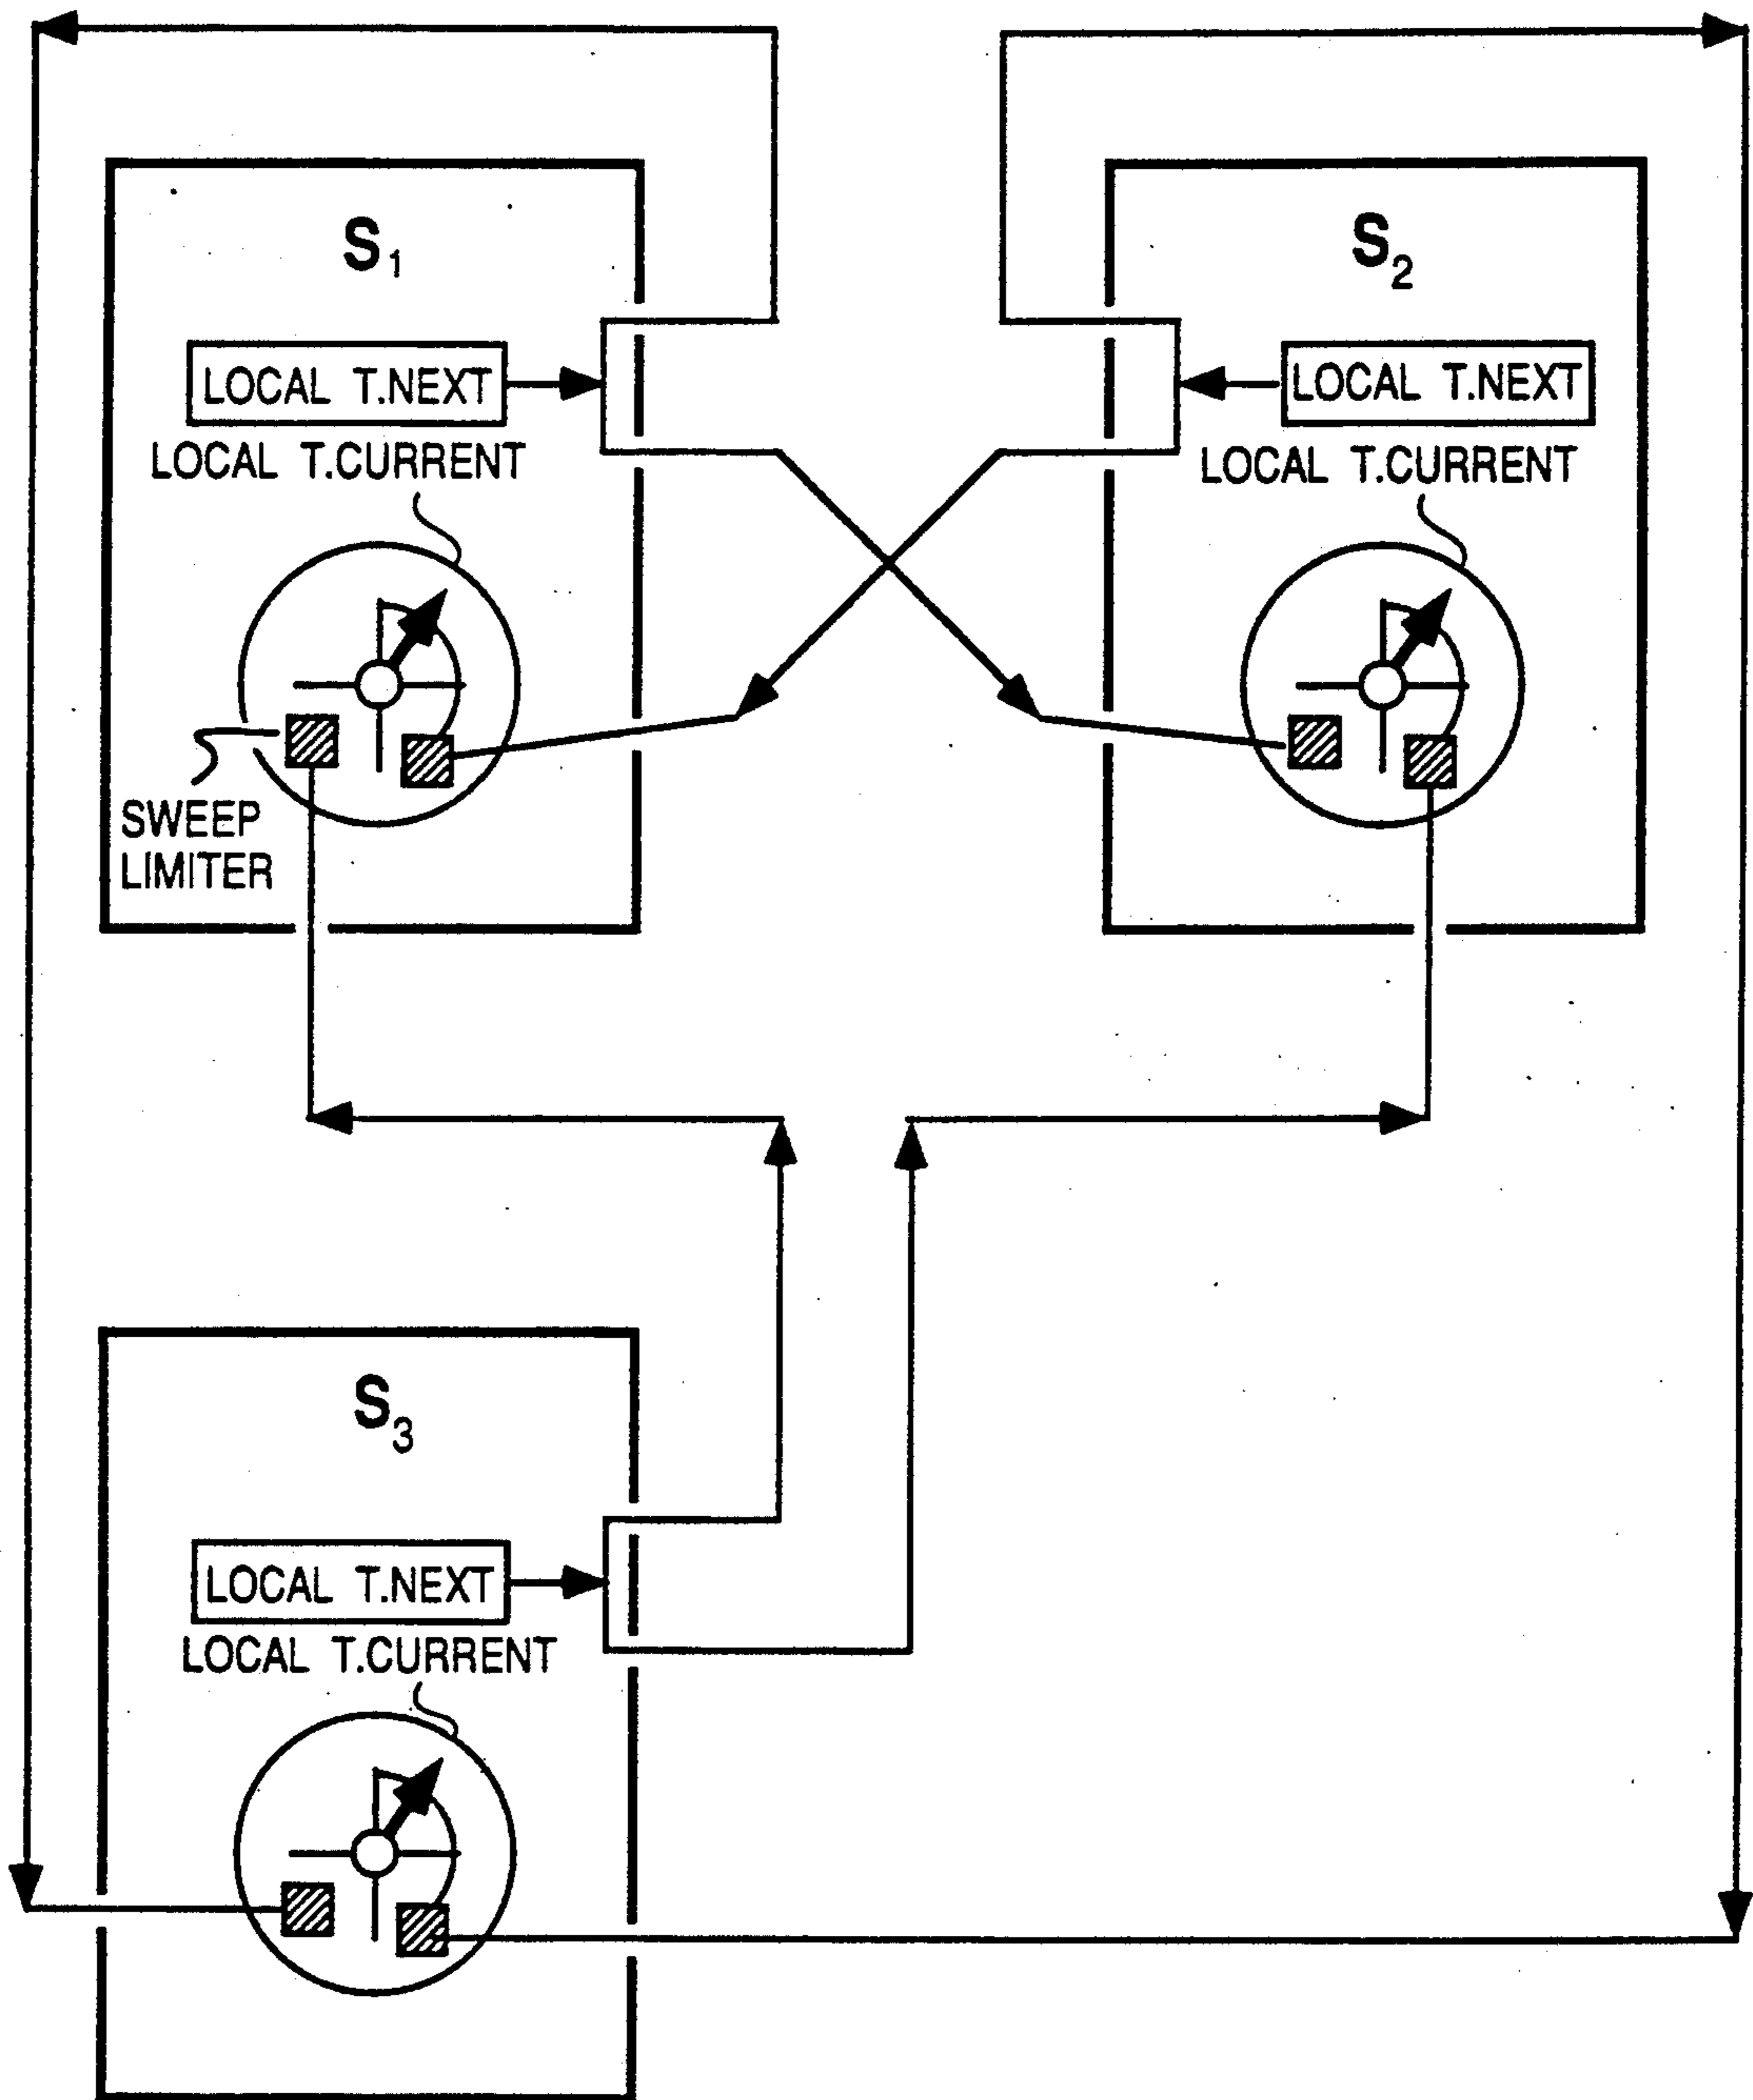 S₁
LOCAL T.NEXT
LOCAL T.CURRENT
SWEEP
LIMITER
S₂
LOCAL T.NEXT
LOCAL T.CURRENT
S₃
LOCAL T.NEXT
LOCAL T.CURRENT